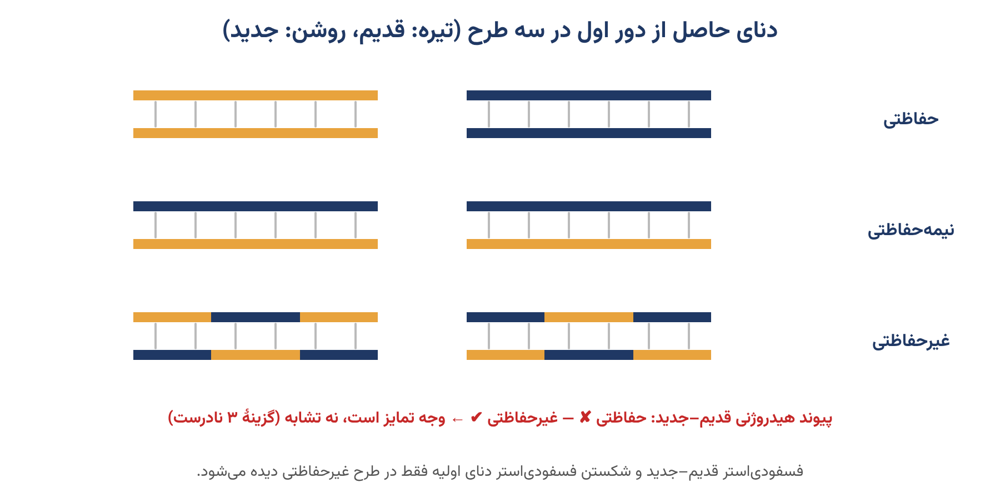 دنای حاصل از دور اول در سه طرح (تیره: قدیم، روشن: جدید)
حفاظتی
نیمه‌حفاظتی
غیرحفاظتی
پیوند هیدروژنی قدیم–جدید: حفاظتی ✘ — غیرحفاظتی ✔ ← وجه تمایز است، نه تشابه (گزینهٔ ۳ نادرست)
فسفودی‌استر قدیم–جدید و شکستن فسفودی‌استر دنای اولیه فقط در طرح غیرحفاظتی دیده می‌شود.